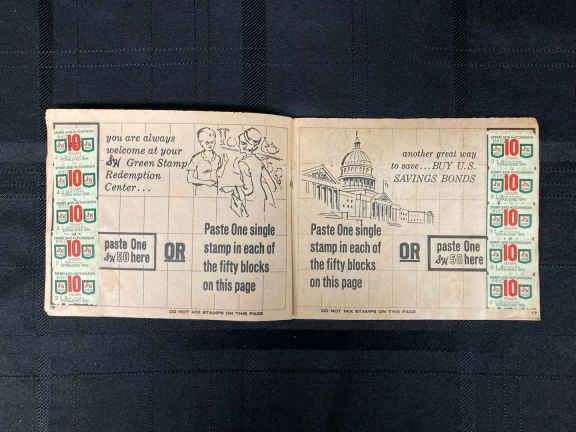 you are always
welcome at your
S&H Green Stamp
Redemption
Center...
paste One
S&H 50 here
OR
Paste One single
stamp in each of
the fifty blocks
on this page
DO NOT MIX STAMPS ON THIS PAGE
10
10
10
10
10
another great way
to save...BUY U.S.
SAVINGS BONDS
Paste One single
stamp in each of
the fifty blocks
on this page
OR
paste One
S&H 50 here
DO NOT MIX STAMPS ON THIS PAGE
10
10
10
10
10